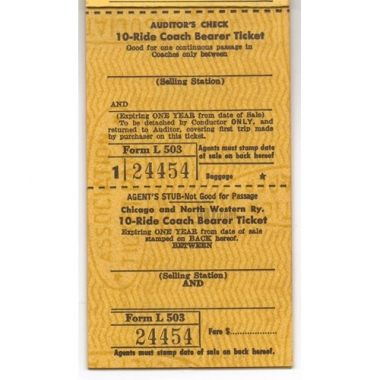 AUDITOR'S CHECK
10-Ride Coach Bearer Ticket
Good for one continuous passage in
Coaches only between
(Selling Station)
AND
(Expiring ONE YEAR from date of Sale)
To be detached by Conductor ONLY, and
returned to Auditor, covering first trip made
by purchaser on this ticket.
Form L 503
Agents must stamp date
of sale on back hereof
1 24454
Baggage ★
AGENT'S STUB-Not Good for Passage
Chicago and North Western Ry.
10-Ride Coach Bearer Ticket
Expiring ONE YEAR from date of sale
stamped on BACK hereof.
BETWEEN
(Selling Station)
AND
Form L 503
24454
Fare $
Agents must stamp date of sale on back hereof.